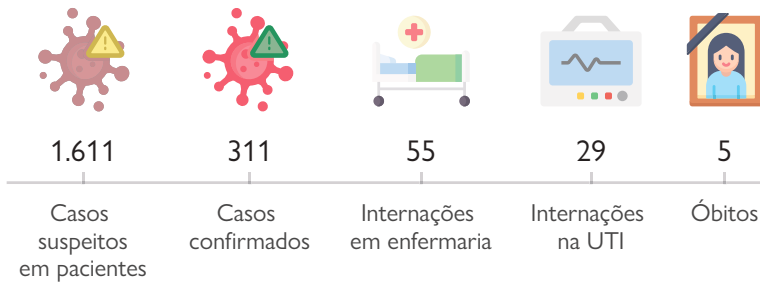 1.611
311
55
29
5
Casos
suspeitos
em pacientes
Casos
confirmados
Internações
em enfermaria
Internações
na UTI
Óbitos